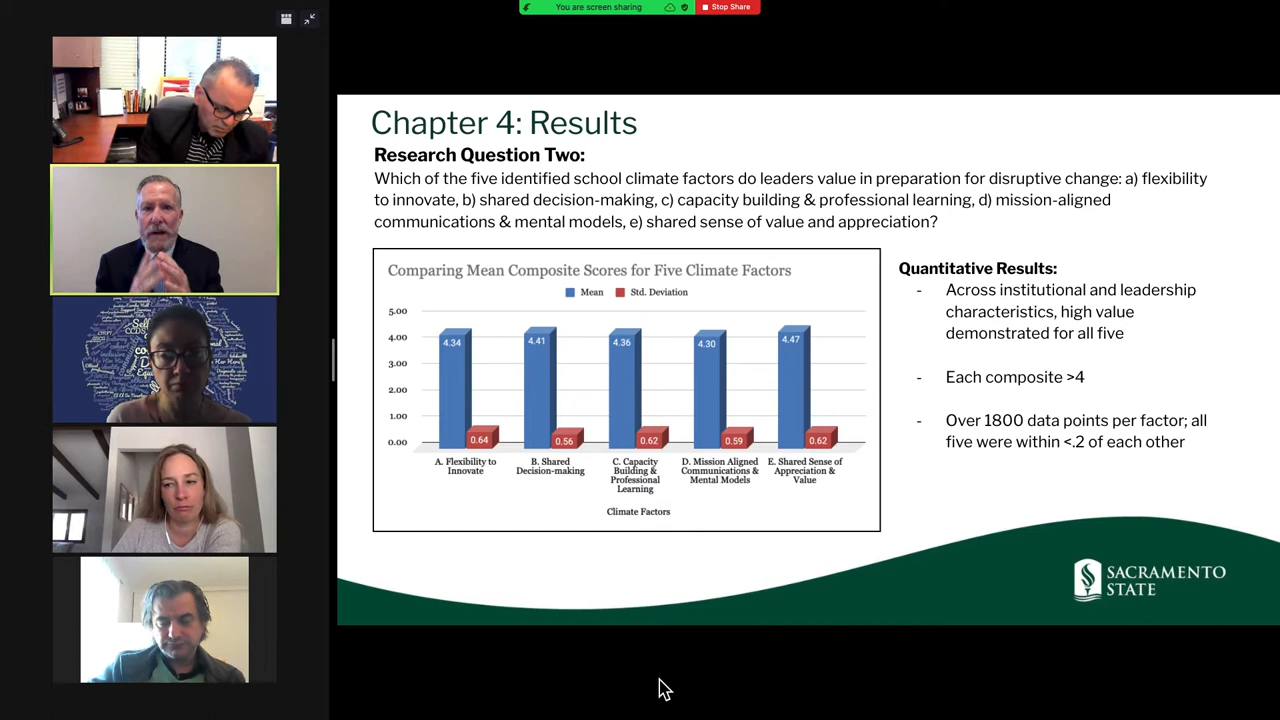 You are screen sharing
Stop Share
Chapter 4: Results
Research Question Two:
Which of the five identified school climate factors do leaders value in preparation for disruptive change: a) flexibility
to innovate, b) shared decision-making, c) capacity building & professional learning, d) mission-aligned
communications & mental models, e) shared sense of value and appreciation?
Comparing Mean Composite Scores for Five Climate Factors
Mean
Std. Deviation
5.00
4.00
3.00
2.00
1.00
0.00
4.34
0.64
4.41
0.56
4.36
0.62
4.30
0.59
4.47
0.62
A. Flexibility to
Innovate
B. Shared
Decision-making
C. Capacity
Building &
Professional
Learning
D. Mission Aligned
Communications &
Mental Models
E. Shared Sense of
Appreciation &
Value
Climate Factors
Quantitative Results:
- Across institutional and leadership
characteristics, high value
demonstrated for all five
- Each composite >4
- Over 1800 data points per factor; all
five were within <.2 of each other
SACRAMENTO
STATE